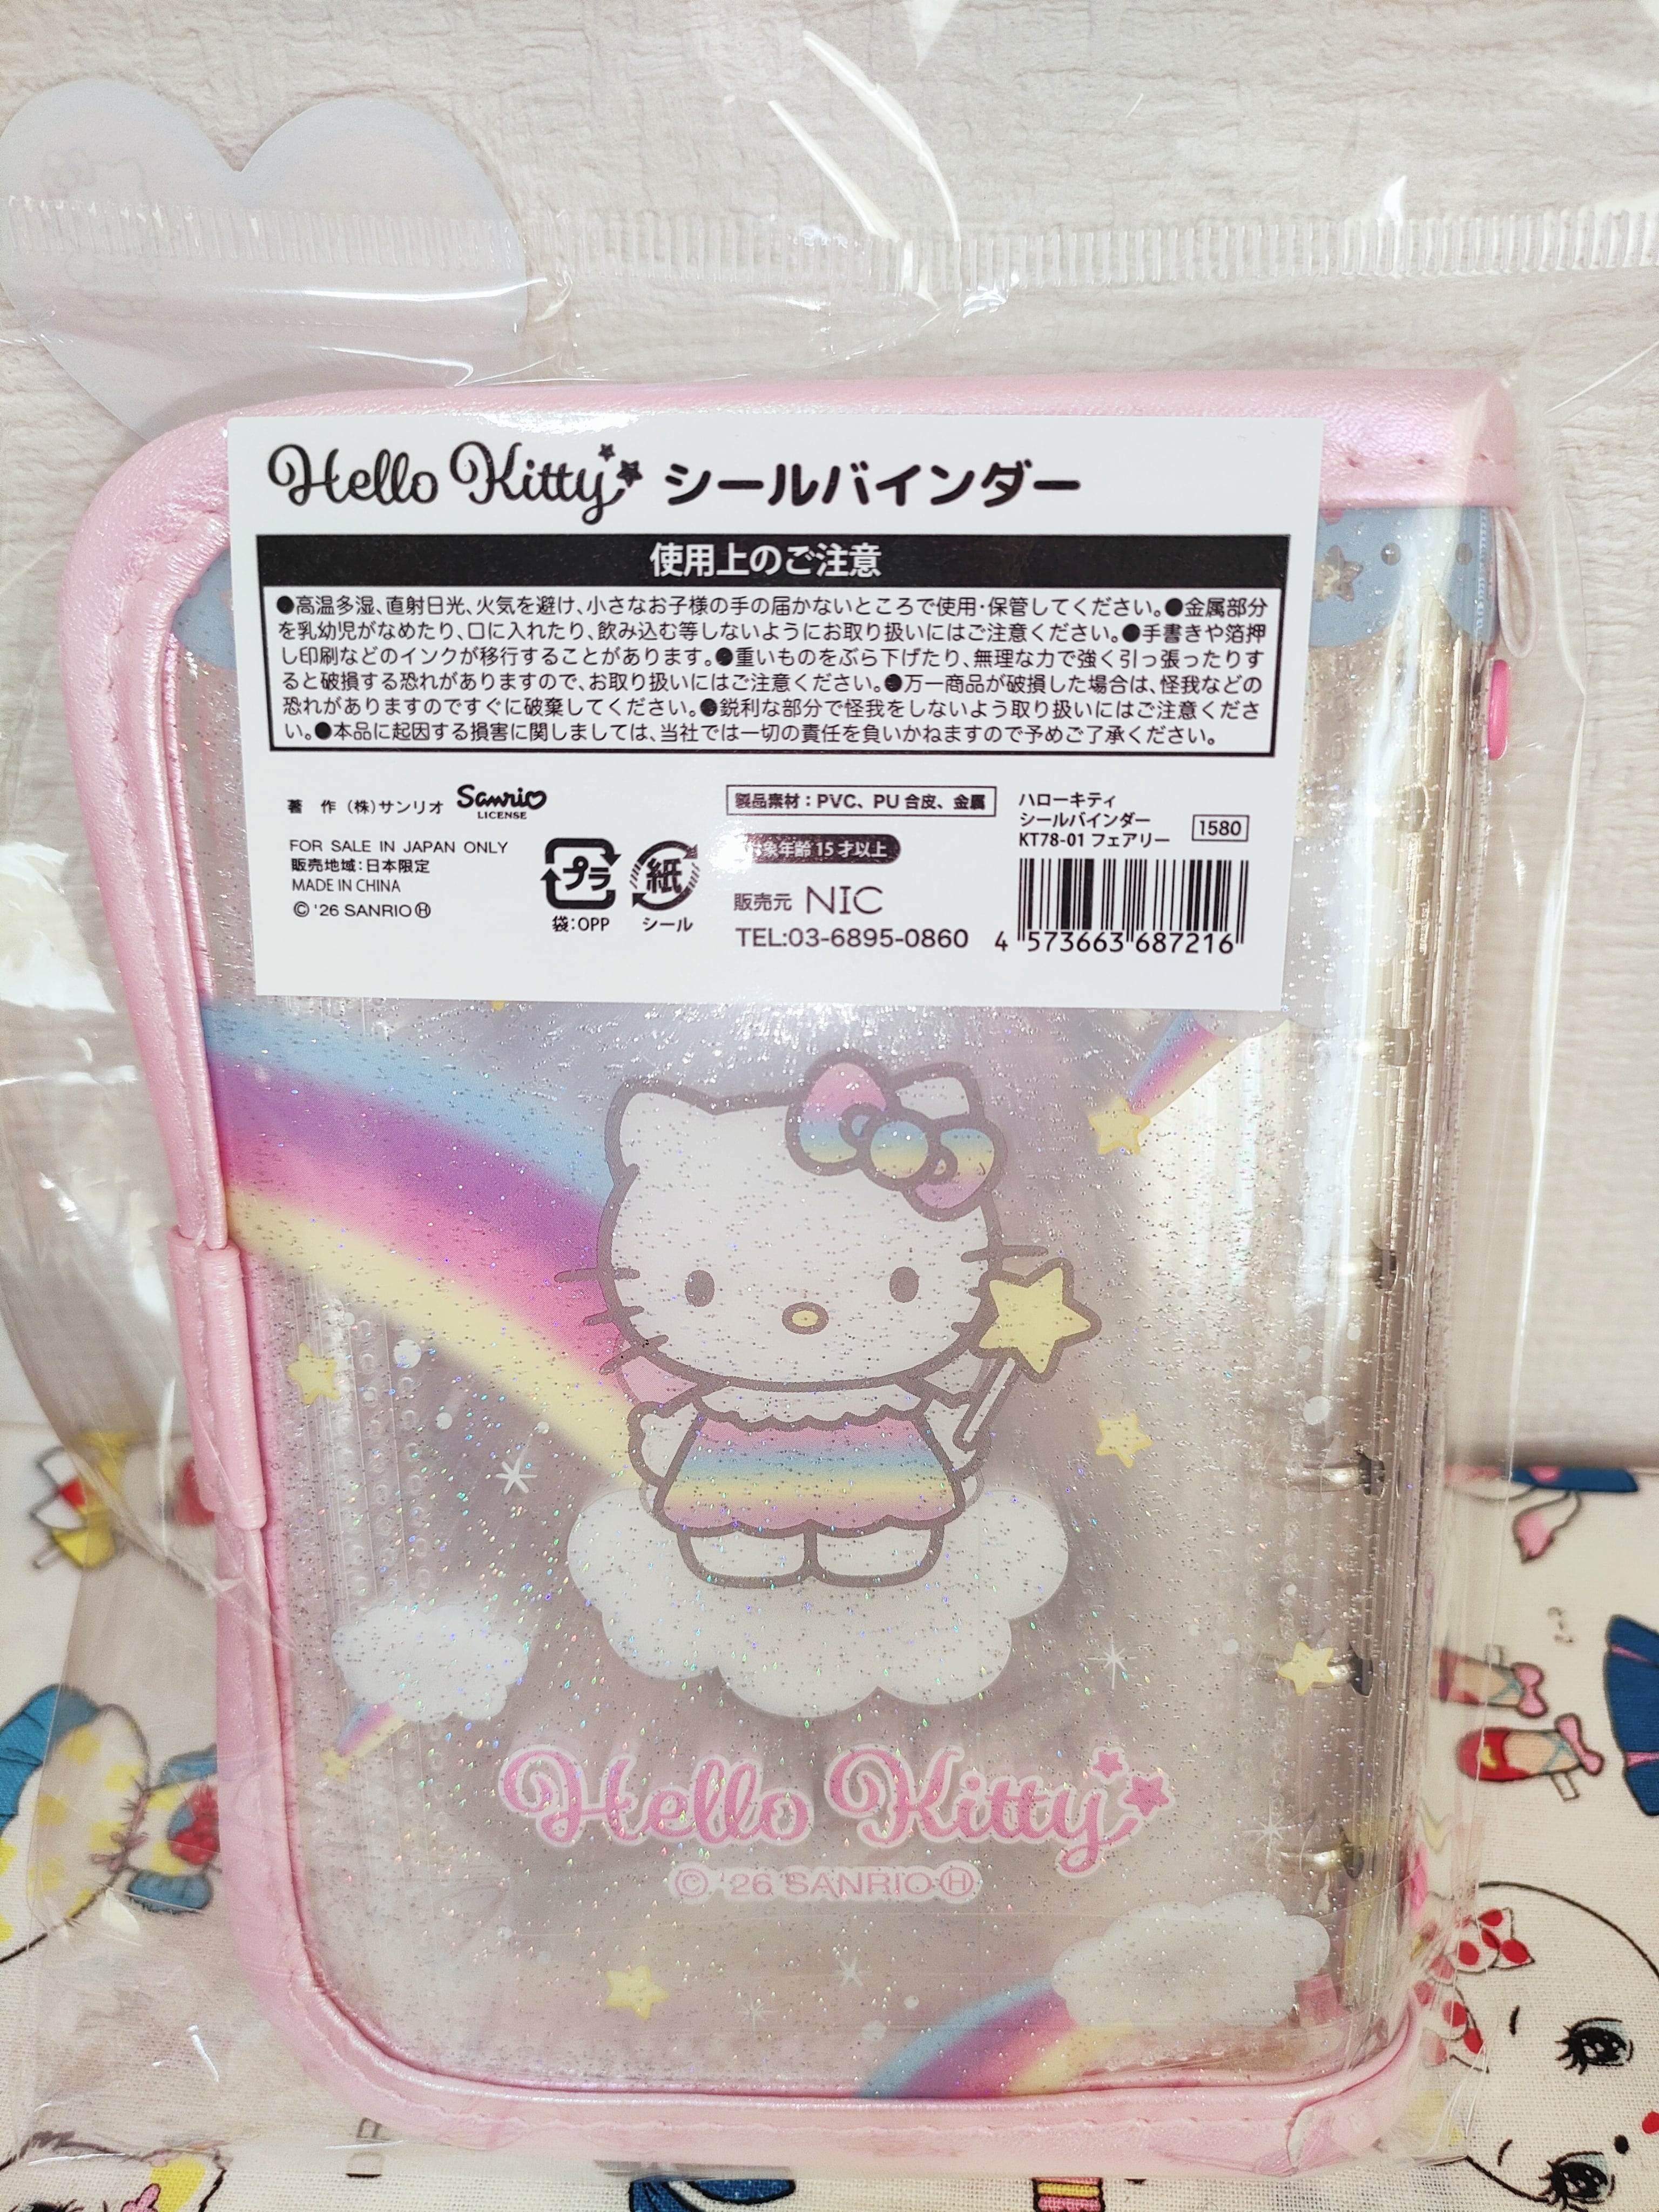 Hello Kitty シールバインダー
使用上のご注意
●高温多湿、直射日光、火気を避け、小さなお子様の手の届かないところで使用・保管してください。●金属部分
を乳幼児がなめたり、口に入れたり、飲み込む等しないようにお取り扱いにはご注意ください。●手書きや箔押
し印刷などのインクが移行することがあります。●重いものをぶら下げたり、無理な力で強く引っ張ったりす
ると破損する恐れがありますので、お取り扱いにはご注意ください。●万一商品が破損した場合は、怪我などの
恐れがありますのですぐに破棄してください。●鋭利な部分で怪我をしないよう取り扱いにはご注意くださ
い。●本品に起因する損害に関しましては、当社では一切の責任を負いかねますので予めご了承ください。
著 作 (株)サンリオ Sanrio
LICENSE
FOR SALE IN JAPAN ONLY
販売地域:日本限定
MADE IN CHINA
© '26 SANRIO Ⓗ
プラ
袋:OPP
紙
シール
製品素材:PVC、PU 合皮、金属
対象年齢 15 才以上
販売元 NIC
TEL:03-6895-0860
ハローキティ
シールバインダー
KT78-01 フェアリー
1580
4 573663 687216
Hello Kitty
© '26 SANRIO Ⓗ